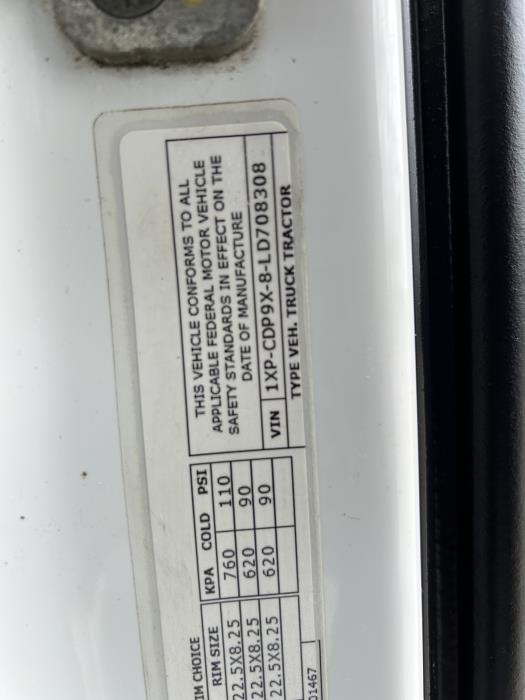 THIS VEHICLE CONFORMS TO ALL
APPLICABLE FEDERAL MOTOR VEHICLE
SAFETY STANDARDS IN EFFECT ON THE
DATE OF MANUFACTURE
VIN 1XP-CDP9X-8-LD708308
TYPE VEH. TRUCK TRACTOR
IM CHOICE
RIM SIZE KPA COLD PSI
22.5X8.25 760 110
22.5X8.25 620 90
22.5X8.25 620 90
01467